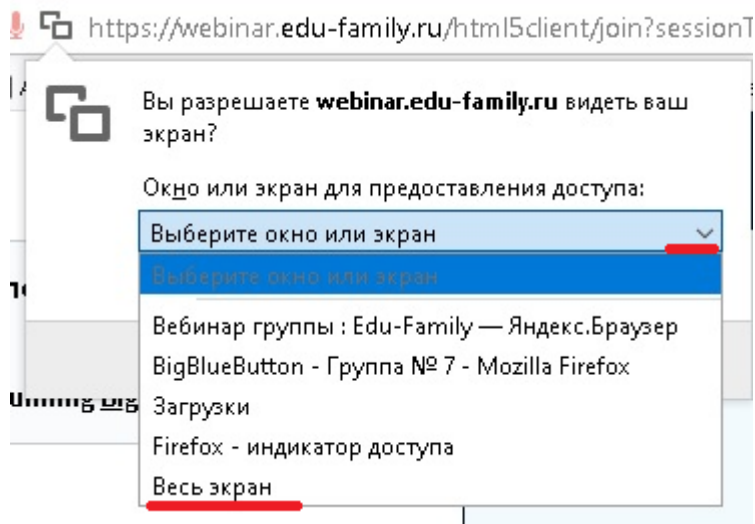 https://webinar.edu-family.ru/html5client/join?session
Вы разрешаете webinar.edu-family.ru видеть ваш
экран?
Окно или экран для предоставления доступа:
Выберите окно или экран
Выберите окно или экран
Вебинар группы : Edu-Family — Яндекс.Браузер
BigBlueButton - Группа № 7 - Mozilla Firefox
Загрузки
Firefox - индикатор доступа
Весь экран